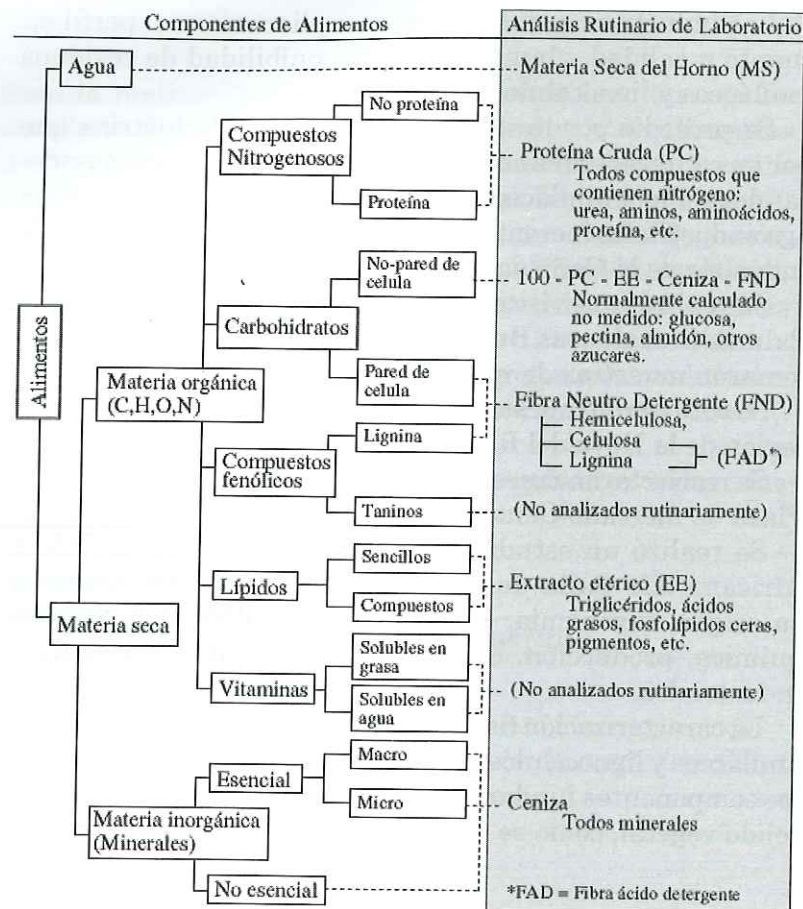 Componentes de Alimentos
Análisis Rutinario de Laboratorio
Agua
Materia Seca del Horno (MS)
No proteína
Compuestos
Nitrogenosos
Proteína
Proteína Cruda (PC)
Todos compuestos que
contienen nitrógeno:
urea, aminos, aminoácidos,
proteína, etc.
No-pared de
celula
Carbohidratos
Pared de
celula
100 - PC - EE - Ceniza - FND
Normalmente calculado
no medido: glucosa,
pectina, almidón, otros
azucares.
Alimentos
Materia orgánica
(C,H,O,N)
Fibra Neutro Detergente (FND)
Hemicelulosa,
Celulosa
Lignina
(FAD*)
Lignina
Compuestos
fenólicos
Taninos
(No analizados rutinariamente)
Sencillos
Lípidos
Compuestos
Extracto etérico (EE)
Triglicéridos, ácidos
grasos, fosfolípidos ceras,
pigmentos, etc.
Materia seca
Solubles en
grasa
Vitaminas
Solubles en
agua
(No analizados rutinariamente)
Macro
Esencial
Micro
Ceniza
Todos minerales
Materia inorgánica
(Minerales)
No esencial
*FAD = Fibra ácido detergente